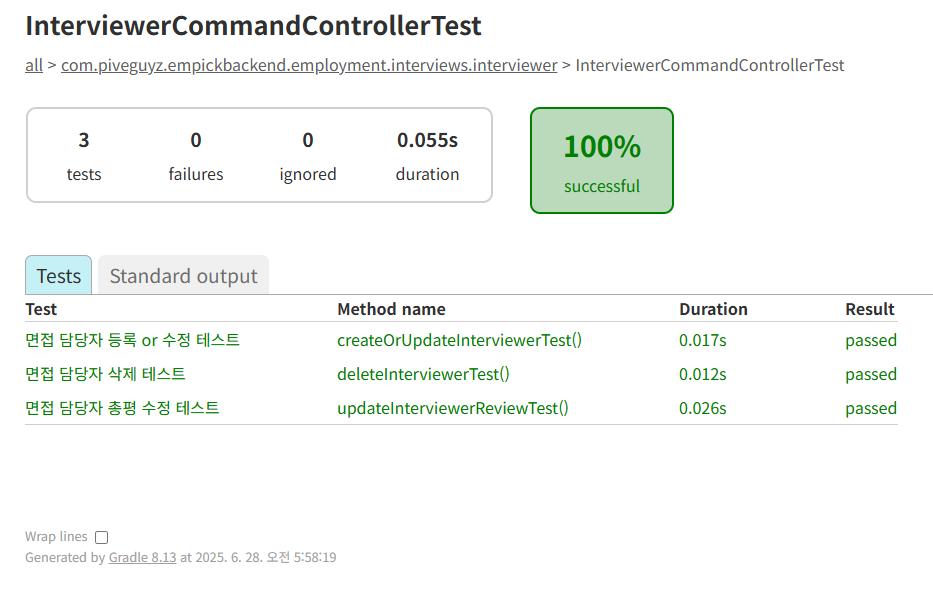 InterviewerCommandControllerTest
all > com.piveguyz.empickbackend.employment.interviews.interviewer > InterviewerCommandControllerTest
3 0 0 0.055s
tests failures ignored duration
100%
successful
Tests Standard output
Test Method name Duration Result
면접 담당자 등록 or 수정 테스트 createOrUpdateInterviewerTest() 0.017s passed
면접 담당자 삭제 테스트 deleteInterviewerTest() 0.012s passed
면접 담당자 총평 수정 테스트 updateInterviewerReviewTest() 0.026s passed
Wrap lines
Generated by Gradle 8.13 at 2025. 6. 28. 오전 5:58:19